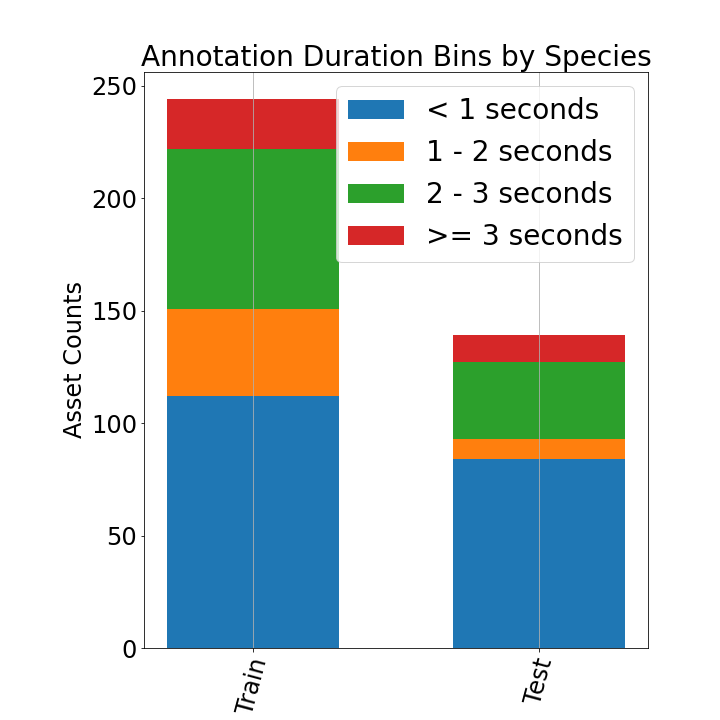 Annotation Duration Bins by Species
250
200
150
100
50
0
Asset Counts
< 1 seconds
1 - 2 seconds
2 - 3 seconds
>= 3 seconds
Train
Test